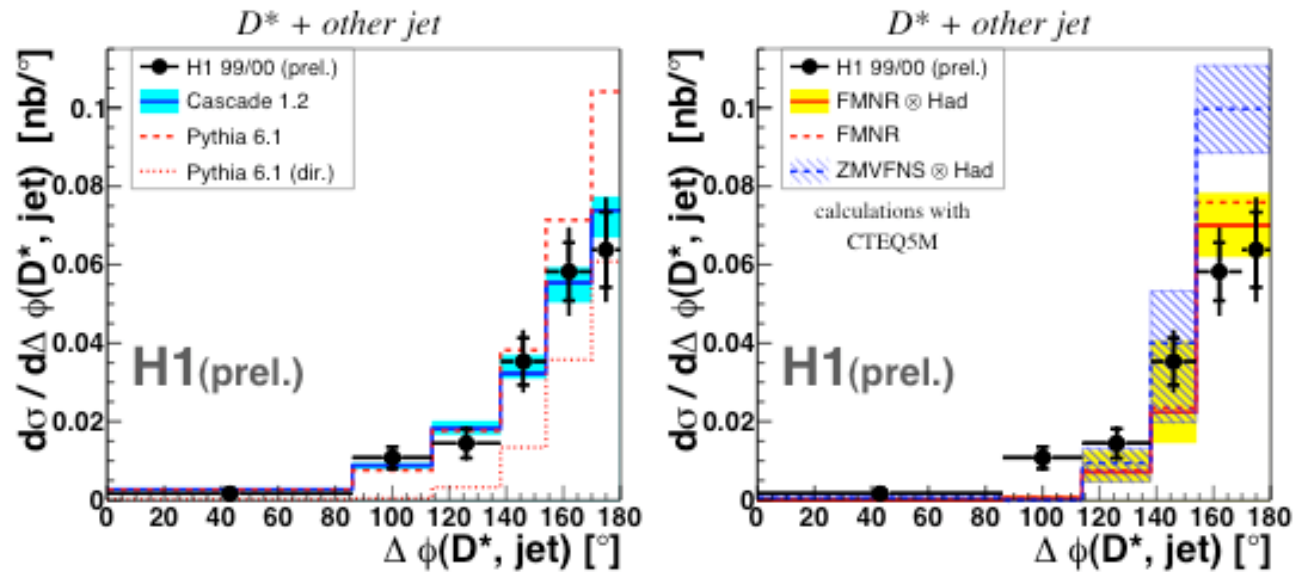 D* + other jet
H1 99/00 (prel.)
Cascade 1.2
Pythia 6.1
Pythia 6.1 (dir.)
H1(prel.)
dσ / dΔ ϕ(D*, jet) [nb/°]
0.1
0.08
0.06
0.04
0.02
0
0 20 40 60 80 100 120 140 160 180
Δ ϕ(D*, jet) [°]
D* + other jet
H1 99/00 (prel.)
FMNR ⊗ Had
FMNR
ZMVFNS ⊗ Had
calculations with
CTEQ5M
H1(prel.)
dσ / dΔ ϕ(D*, jet) [nb/°]
0.1
0.08
0.06
0.04
0.02
0
0 20 40 60 80 100 120 140 160 180
Δ ϕ(D*, jet) [°]